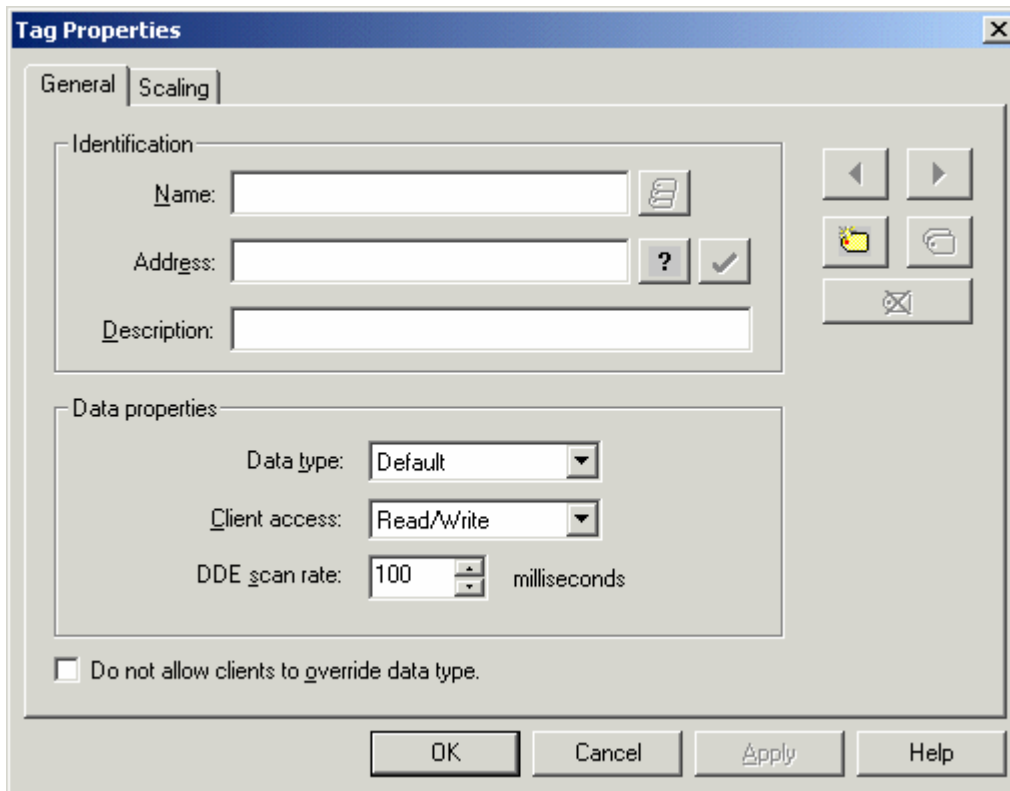 Tag Properties
General
Scaling
Identification
Name:
Address:
?
Description:
Data properties
Data type: Default
Client access: Read/Write
DDE scan rate: 100 milliseconds
Do not allow clients to override data type.
OK Cancel Apply Help